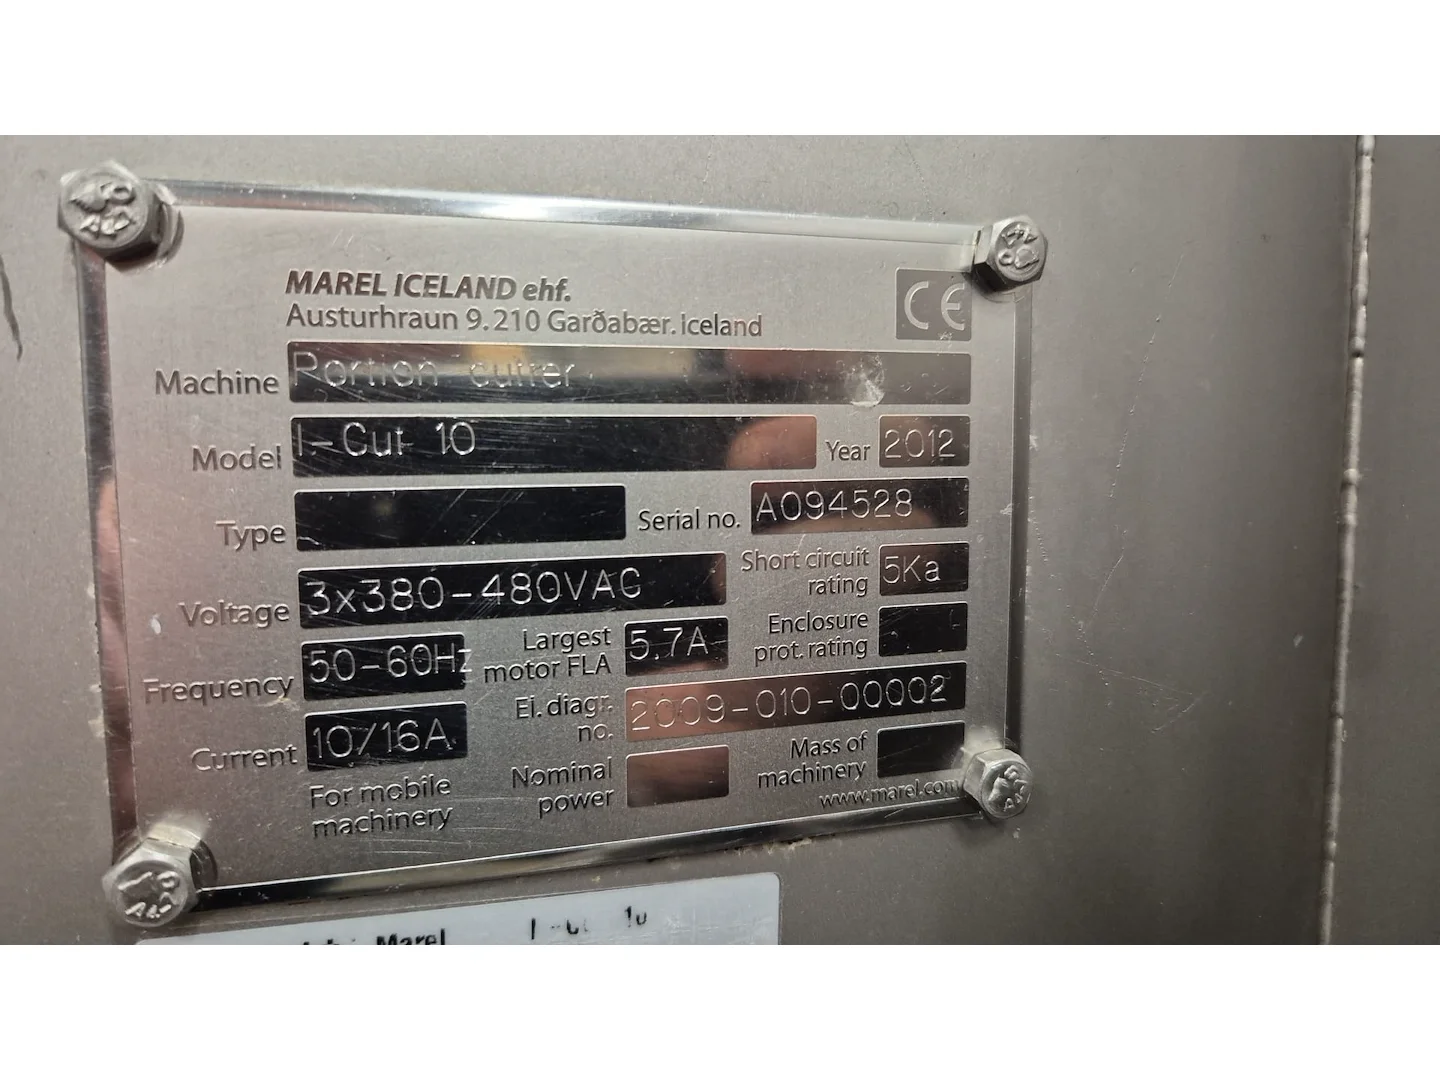 MAREL ICELAND ehf.
Austurhraun 9. 210 Garðabær. iceland
CE
Machine Portion cutter
Model I-Cut 10 Year 2012
Type Serial no. A094528
Voltage 3x380-480VAC Short circuit rating 5Ka
Frequency 50-60Hz Largest motor FLA 5.7A Enclosure prot. rating
Current 10/16A Ei. diagr. no. 2009-010-00002
For mobile machinery Nominal power Mass of machinery
www.marel.com
Marel 10